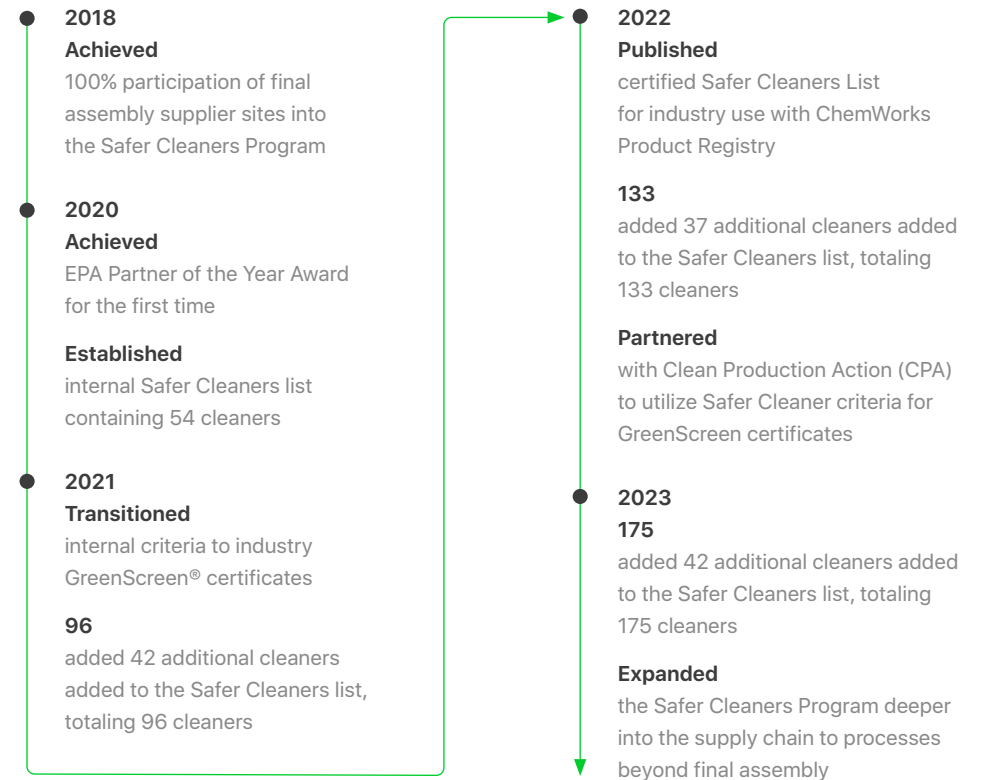 2018
Achieved
100% participation of final
assembly supplier sites into
the Safer Cleaners Program
2020
Achieved
EPA Partner of the Year Award
for the first time
Established
internal Safer Cleaners list
containing 54 cleaners
2021
Transitioned
internal criteria to industry
GreenScreen® certificates
96
added 42 additional cleaners
added to the Safer Cleaners list,
totaling 96 cleaners
2022
Published
certified Safer Cleaners List
for industry use with ChemWorks
Product Registry
133
added 37 additional cleaners added
to the Safer Cleaners list, totaling
133 cleaners
Partnered
with Clean Production Action (CPA)
to utilize Safer Cleaner criteria for
GreenScreen certificates
2023
175
added 42 additional cleaners added
to the Safer Cleaners list, totaling
175 cleaners
Expanded
the Safer Cleaners Program deeper
into the supply chain to processes
beyond final assembly